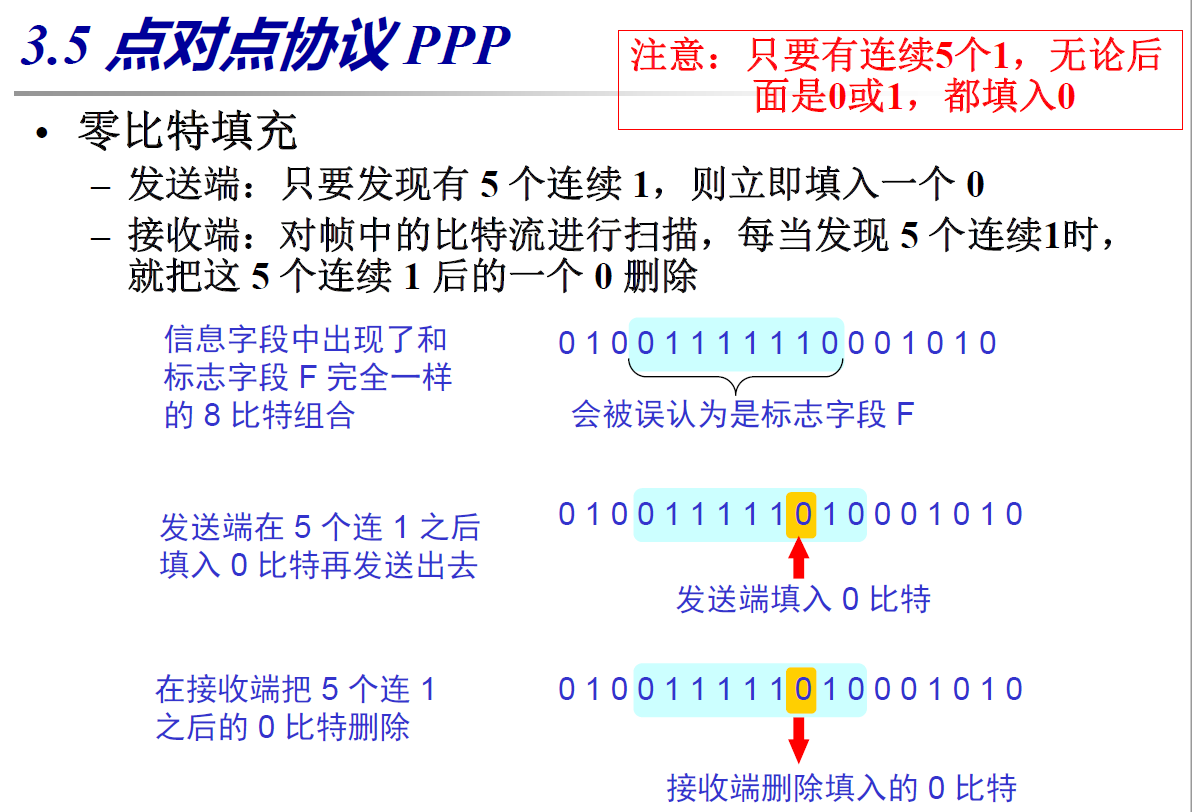 3.5 点对点协议 PPP
注意：只要有连续5个1，无论后
面是0或1，都填入0
• 零比特填充
– 发送端：只要发现有 5 个连续 1，则立即填入一个 0
– 接收端：对帧中的比特流进行扫描，每当发现 5 个连续1时，
就把这 5 个连续 1 后的一个 0 删除
信息字段中出现了和
标志字段 F 完全一样
的 8 比特组合
0 1 0 0 1 1 1 1 1 1 0 0 0 1 0 1 0
会被误认为是标志字段 F
发送端在 5 个连 1 之后
填入 0 比特再发送出去
0 1 0 0 1 1 1 1 1 0 1 0 0 0 1 0 1 0
发送端填入 0 比特
在接收端把 5 个连 1
之后的 0 比特删除
0 1 0 0 1 1 1 1 1 0 1 0 0 0 1 0 1 0
接收端删除填入的 0 比特